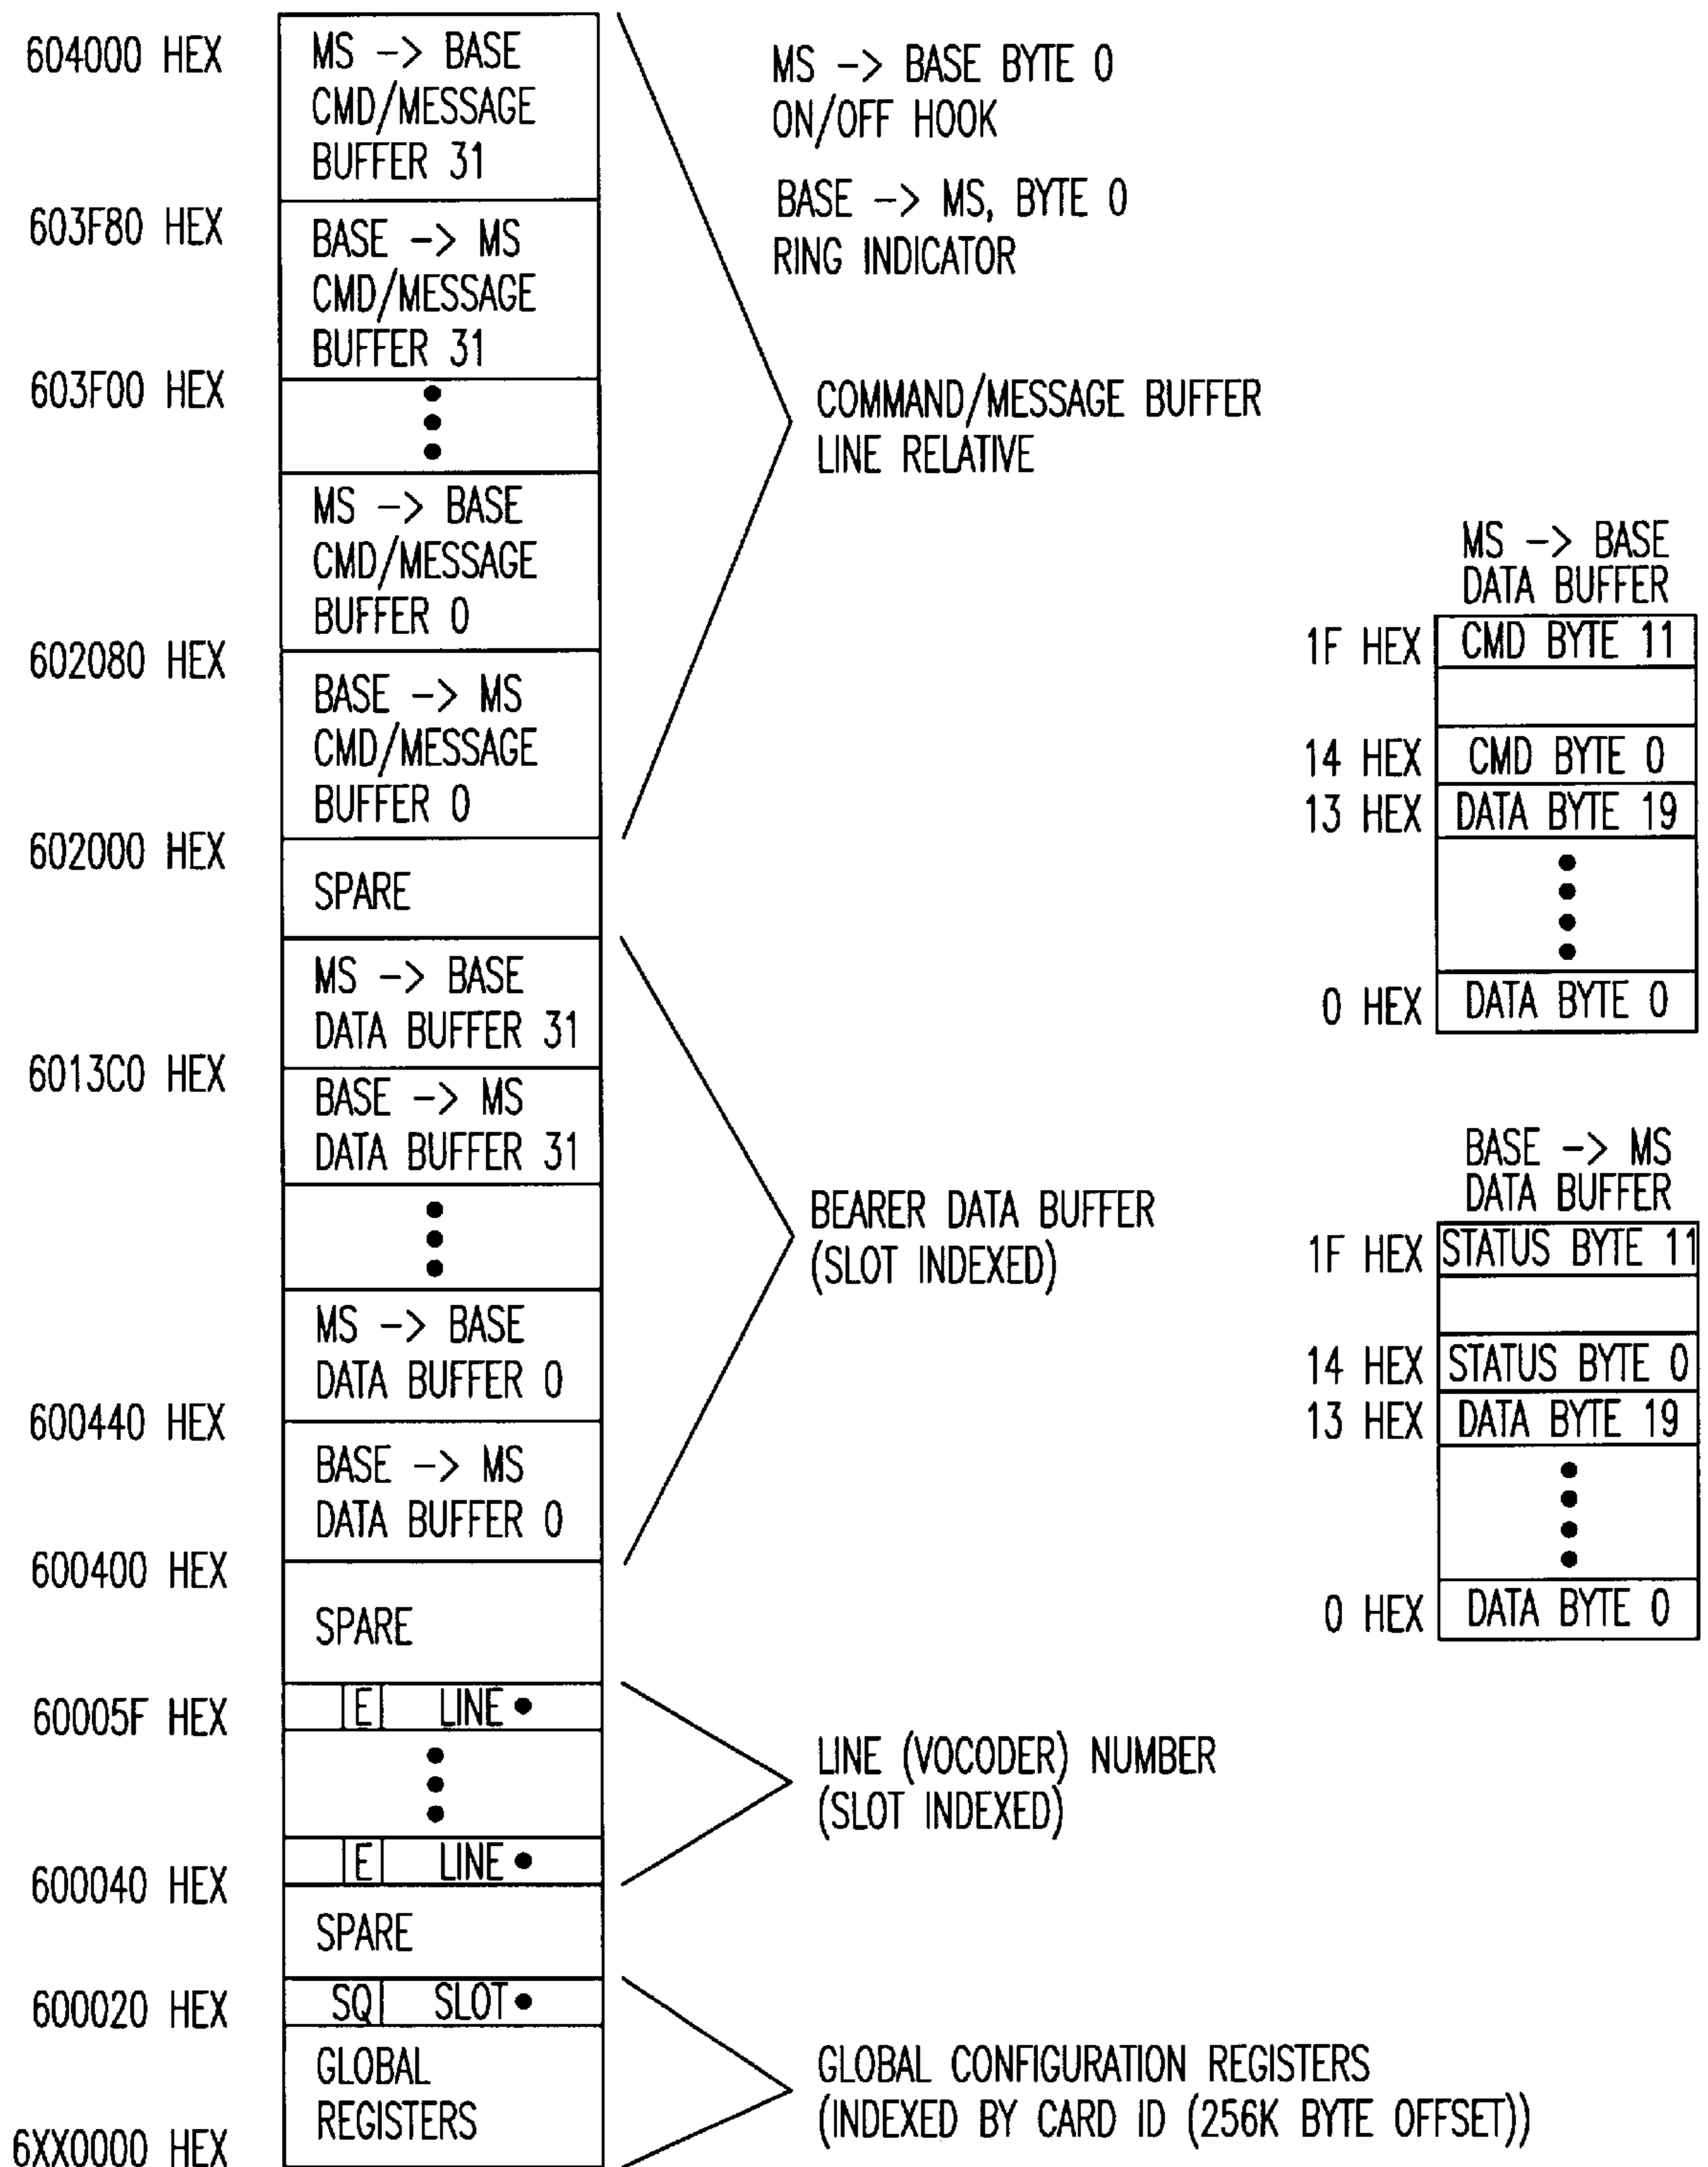 604000 HEX
MS -> BASE
CMD/MESSAGE
BUFFER 31
603F80 HEX
BASE -> MS
CMD/MESSAGE
BUFFER 31
603F00 HEX
MS -> BASE
CMD/MESSAGE
BUFFER 0
602080 HEX
BASE -> MS
CMD/MESSAGE
BUFFER 0
602000 HEX
SPARE
MS -> BASE
DATA BUFFER 31
6013C0 HEX
BASE -> MS
DATA BUFFER 31
MS -> BASE
DATA BUFFER 0
600440 HEX
BASE -> MS
DATA BUFFER 0
600400 HEX
SPARE
60005F HEX
E LINE •
E LINE •
600040 HEX
SPARE
600020 HEX
SQ SLOT •
GLOBAL
REGISTERS
6XX0000 HEX
MS -> BASE BYTE 0
ON/OFF HOOK
BASE -> MS, BYTE 0
RING INDICATOR
COMMAND/MESSAGE BUFFER
LINE RELATIVE
BEARER DATA BUFFER
(SLOT INDEXED)
LINE (VOCODER) NUMBER
(SLOT INDEXED)
GLOBAL CONFIGURATION REGISTERS
(INDEXED BY CARD ID (256K BYTE OFFSET))
MS -> BASE
DATA BUFFER
1F HEX CMD BYTE 11
14 HEX CMD BYTE 0
13 HEX DATA BYTE 19
0 HEX DATA BYTE 0
BASE -> MS
DATA BUFFER
1F HEX STATUS BYTE 11
14 HEX STATUS BYTE 0
13 HEX DATA BYTE 19
0 HEX DATA BYTE 0